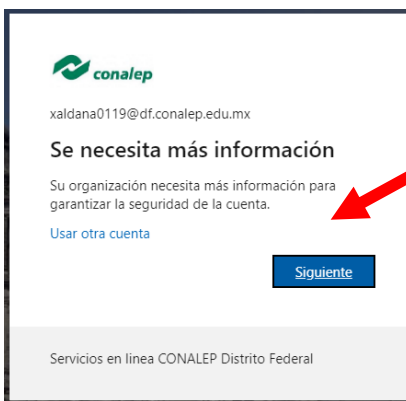 conalep
xaldana0119@df.conalep.edu.mx
Se necesita más información
Su organización necesita más información para
garantizar la seguridad de la cuenta.
Usar otra cuenta
Siguiente
Servicios en linea CONALEP Distrito Federal